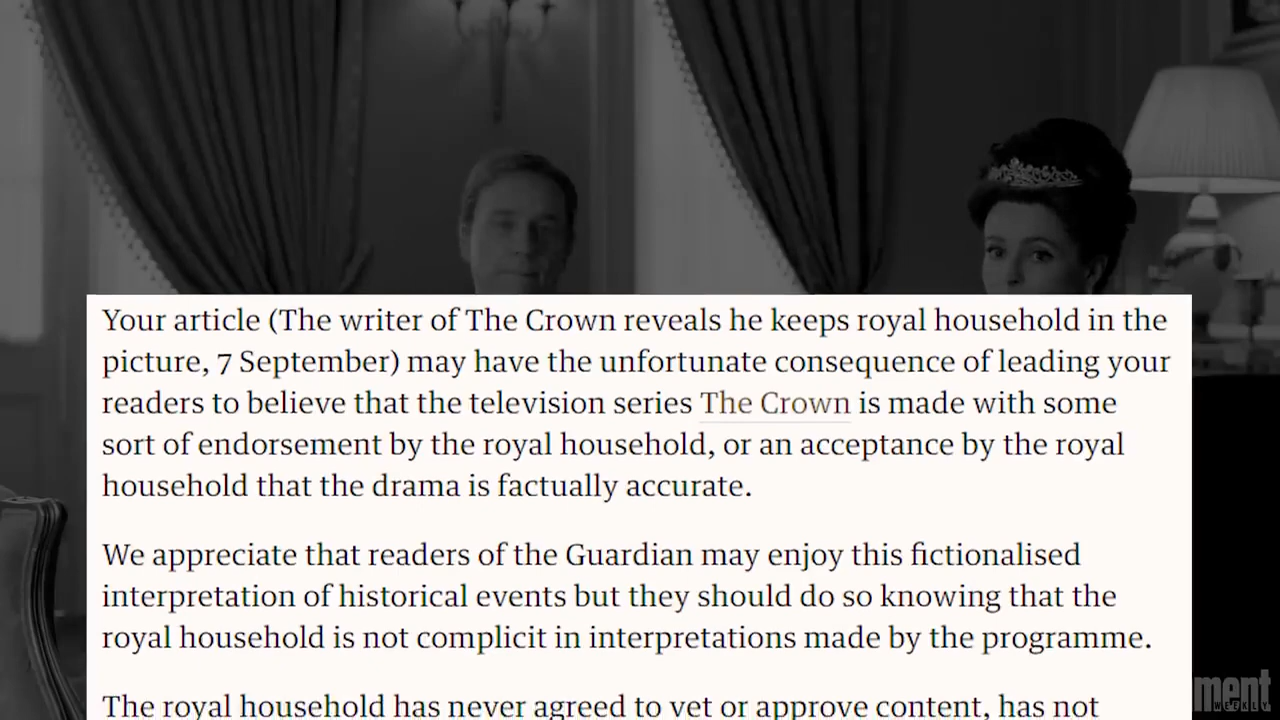 Your article (The writer of The Crown reveals he keeps royal household in the
picture, 7 September) may have the unfortunate consequence of leading your
readers to believe that the television series The Crown is made with some
sort of endorsement by the royal household, or an acceptance by the royal
household that the drama is factually accurate.
We appreciate that readers of the Guardian may enjoy this fictionalised
interpretation of historical events but they should do so knowing that the
royal household is not complicit in interpretations made by the programme.
The royal household has never agreed to vet or approve content, has not
ment
WEEKLY